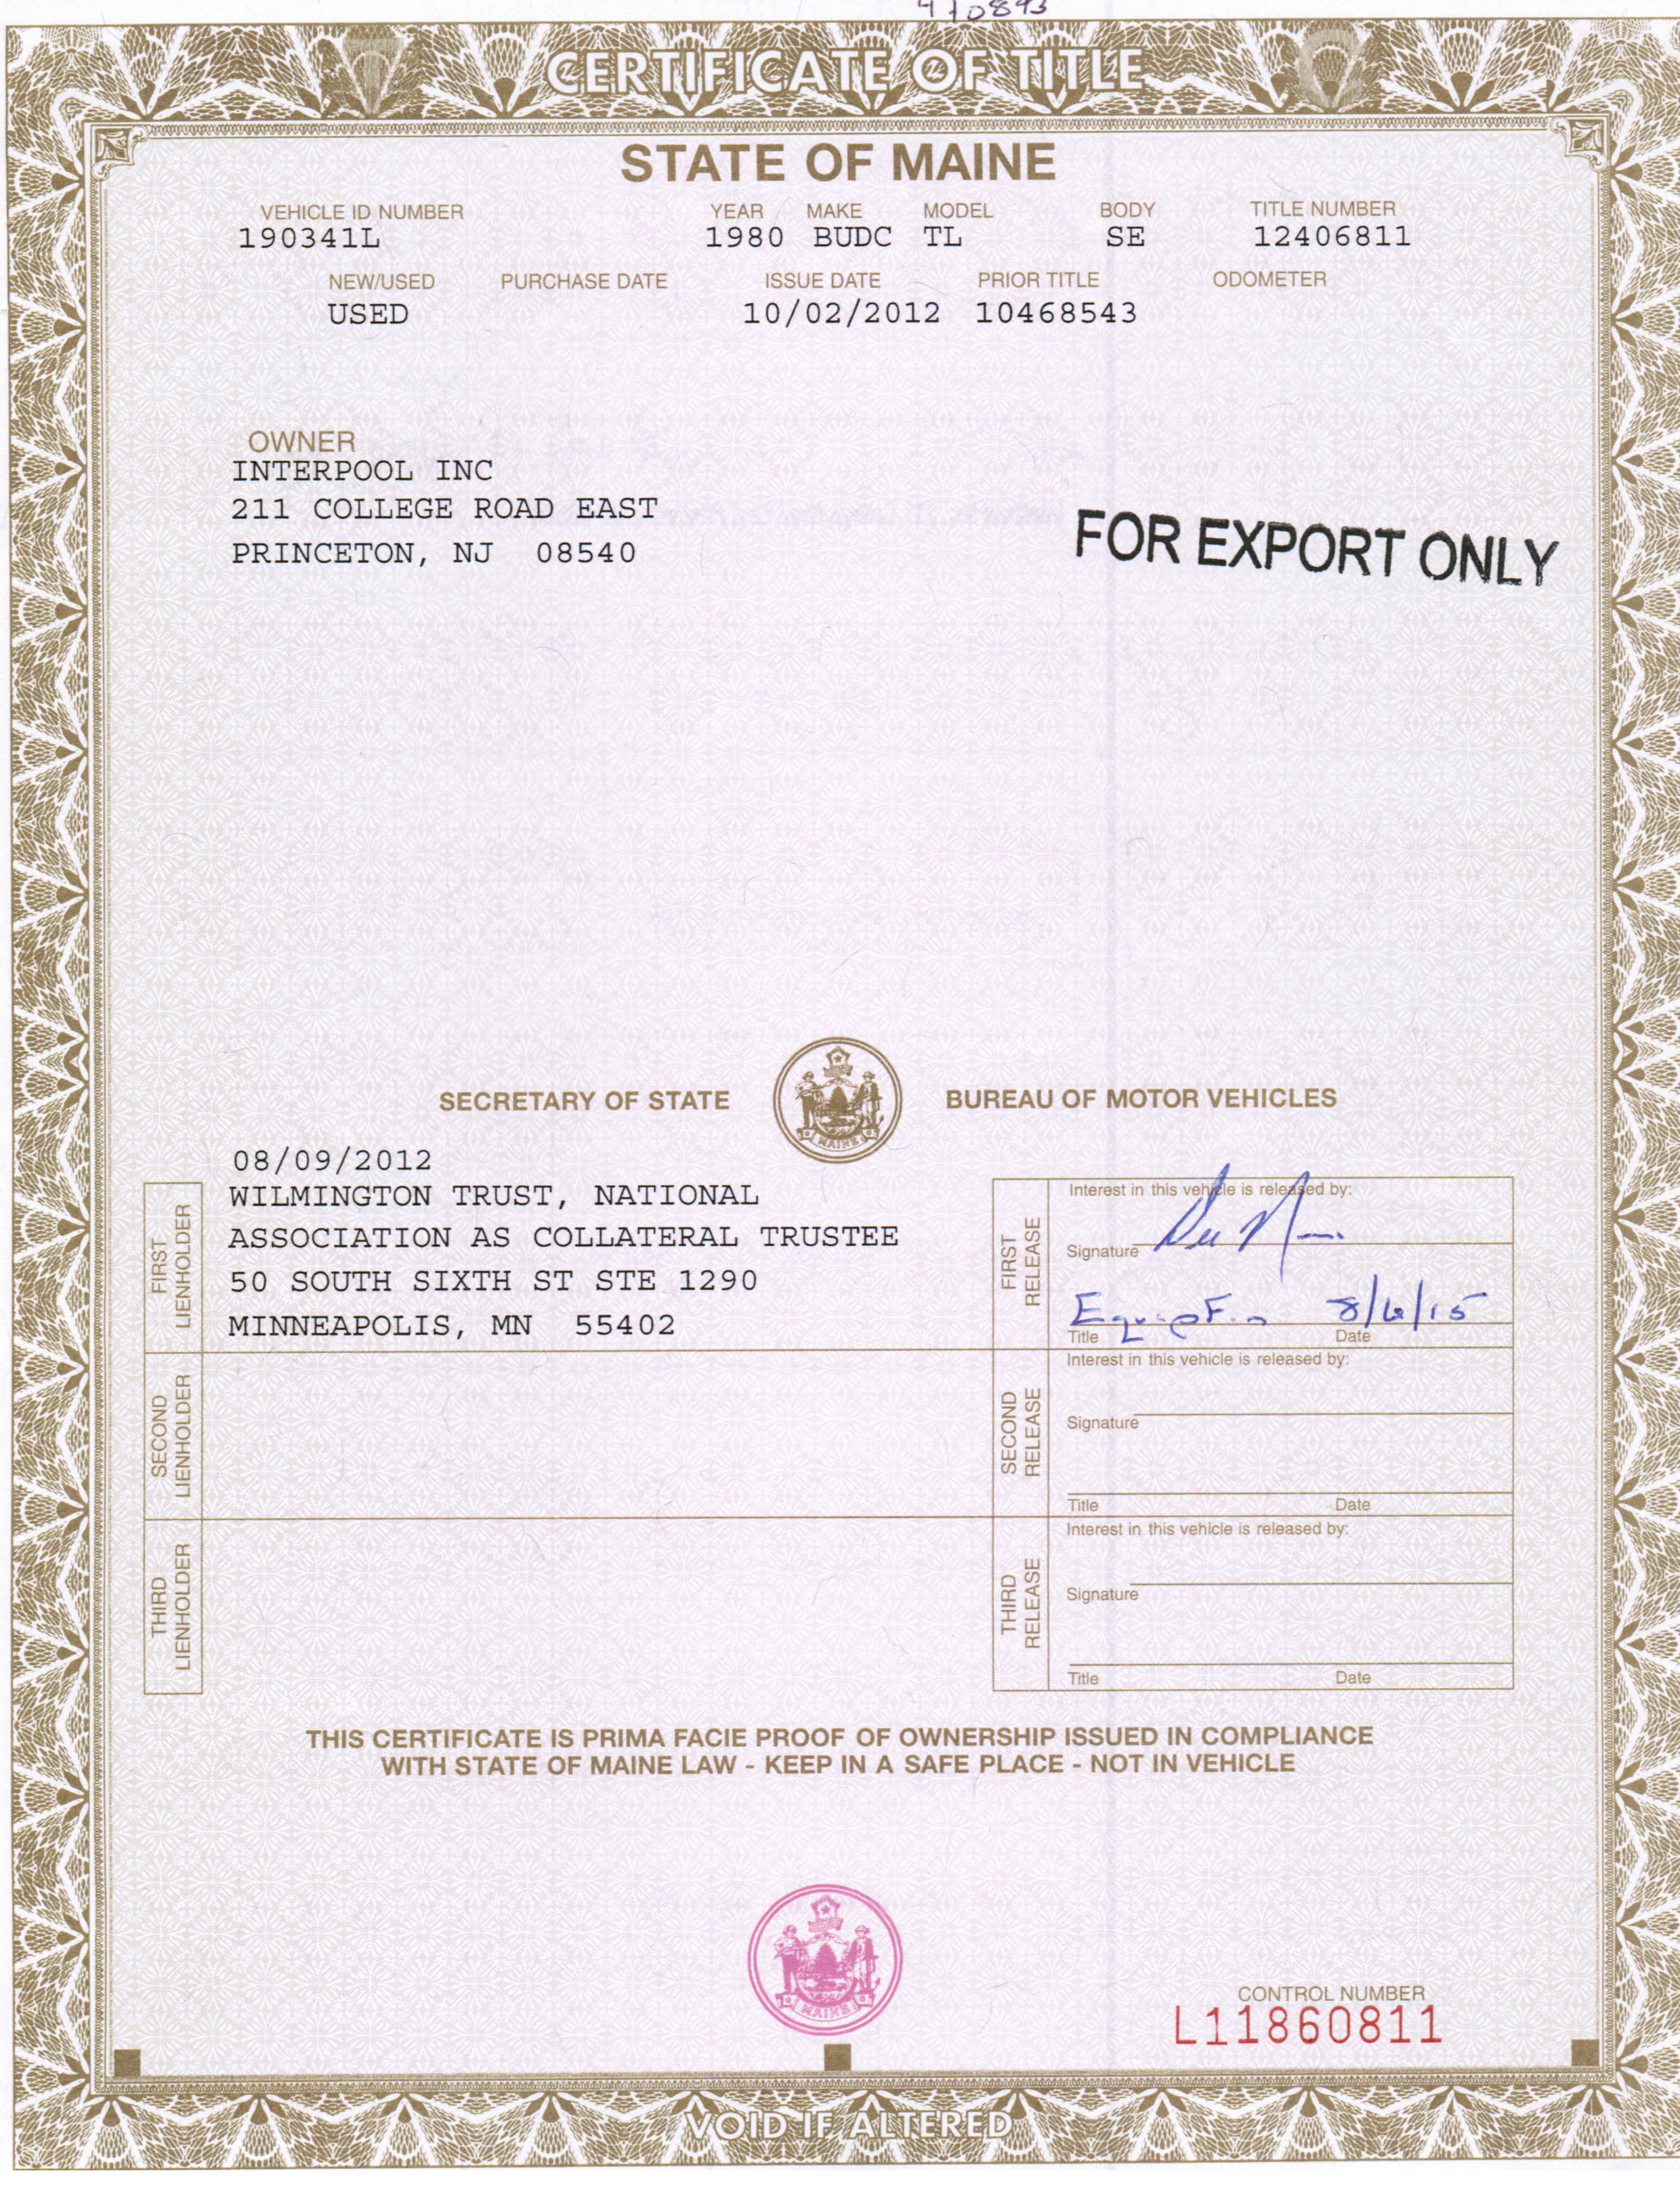 470893
CERTIFICATE OF TITLE
STATE OF MAINE
VEHICLE ID NUMBER YEAR MAKE MODEL BODY TITLE NUMBER
190341L 1980 BUDC TL SE 12406811
NEW/USED PURCHASE DATE ISSUE DATE PRIOR TITLE ODOMETER
USED 10/02/2012 10468543
OWNER
INTERPOOL INC
211 COLLEGE ROAD EAST
PRINCETON, NJ 08540
FOR EXPORT ONLY
SECRETARY OF STATE BUREAU OF MOTOR VEHICLES
MAINE
08/09/2012
FIRST LIENHOLDER
WILMINGTON TRUST, NATIONAL
ASSOCIATION AS COLLATERAL TRUSTEE
50 SOUTH SIXTH ST STE 1290
MINNEAPOLIS, MN 55402
FIRST RELEASE
Interest in this vehicle is released by:
Signature
8/6/15
Title Date
SECOND LIENHOLDER
SECOND RELEASE
Interest in this vehicle is released by:
Signature
Title Date
THIRD LIENHOLDER
THIRD RELEASE
Interest in this vehicle is released by:
Signature
Title Date
THIS CERTIFICATE IS PRIMA FACIE PROOF OF OWNERSHIP ISSUED IN COMPLIANCE
WITH STATE OF MAINE LAW - KEEP IN A SAFE PLACE - NOT IN VEHICLE
MAINE
CONTROL NUMBER
L11860811
VOID IF ALTERED